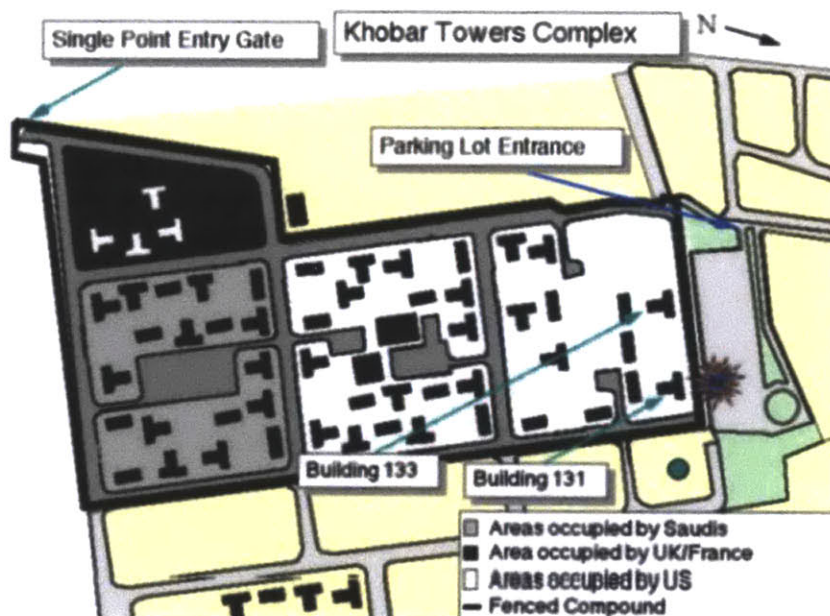 Single Point Entry Gate
Khobar Towers Complex
N
Parking Lot Entrance
Building 133
Building 131
Areas occupied by Saudis
Area occupied by UK/France
Areas occupied by US
Fenced Compound